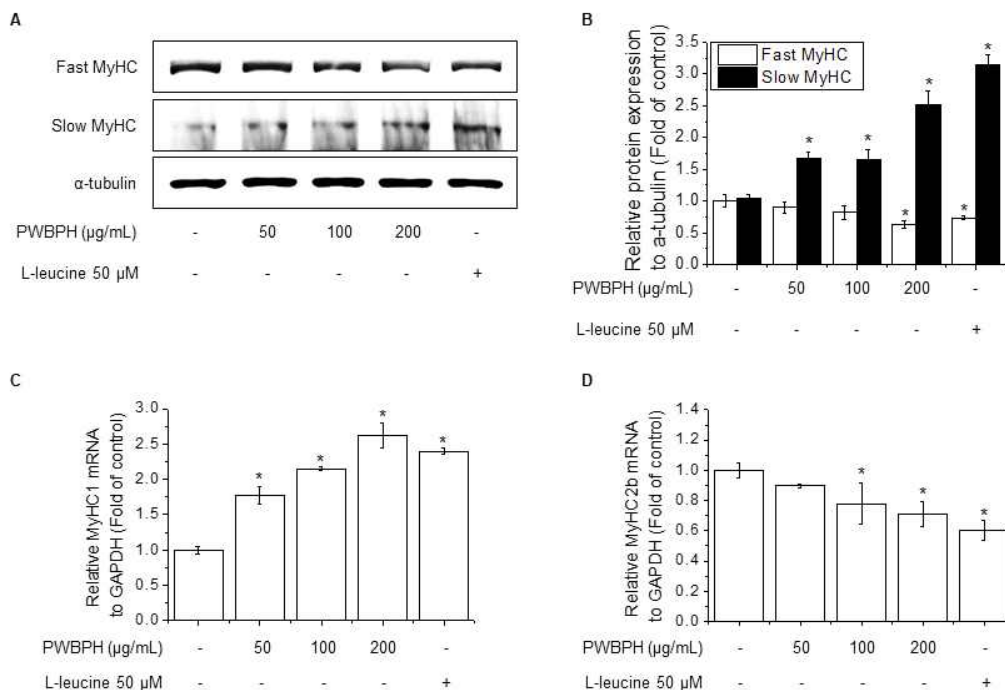 A
Fast MyHC
Slow MyHC
α-tubulin
PWBPH (μg/mL) - 50 100 200 -
L-leucine 50 μM - - - - +
B
Relative protein expression
to a-tubulin (Fold of control)
3.5
3.0
2.5
2.0
1.5
1.0
0.5
0.0
Fast MyHC
Slow MyHC
* * * * * *
PWBPH (μg/mL) - 50 100 200 -
L-leucine 50 μM - - - - +
C
Relative MyHC1 mRNA
to GAPDH (Fold of control)
3.0
2.5
2.0
1.5
1.0
0.5
0.0
* * * *
PWBPH (μg/mL) - 50 100 200 -
L-leucine 50 μM - - - - +
D
Relative MyHC2b mRNA
to GAPDH (Fold of control)
1.4
1.2
1.0
0.8
0.6
0.4
0.2
0.0
* * *
PWBPH (μg/mL) - 50 100 200 -
L-leucine 50 μM - - - - +